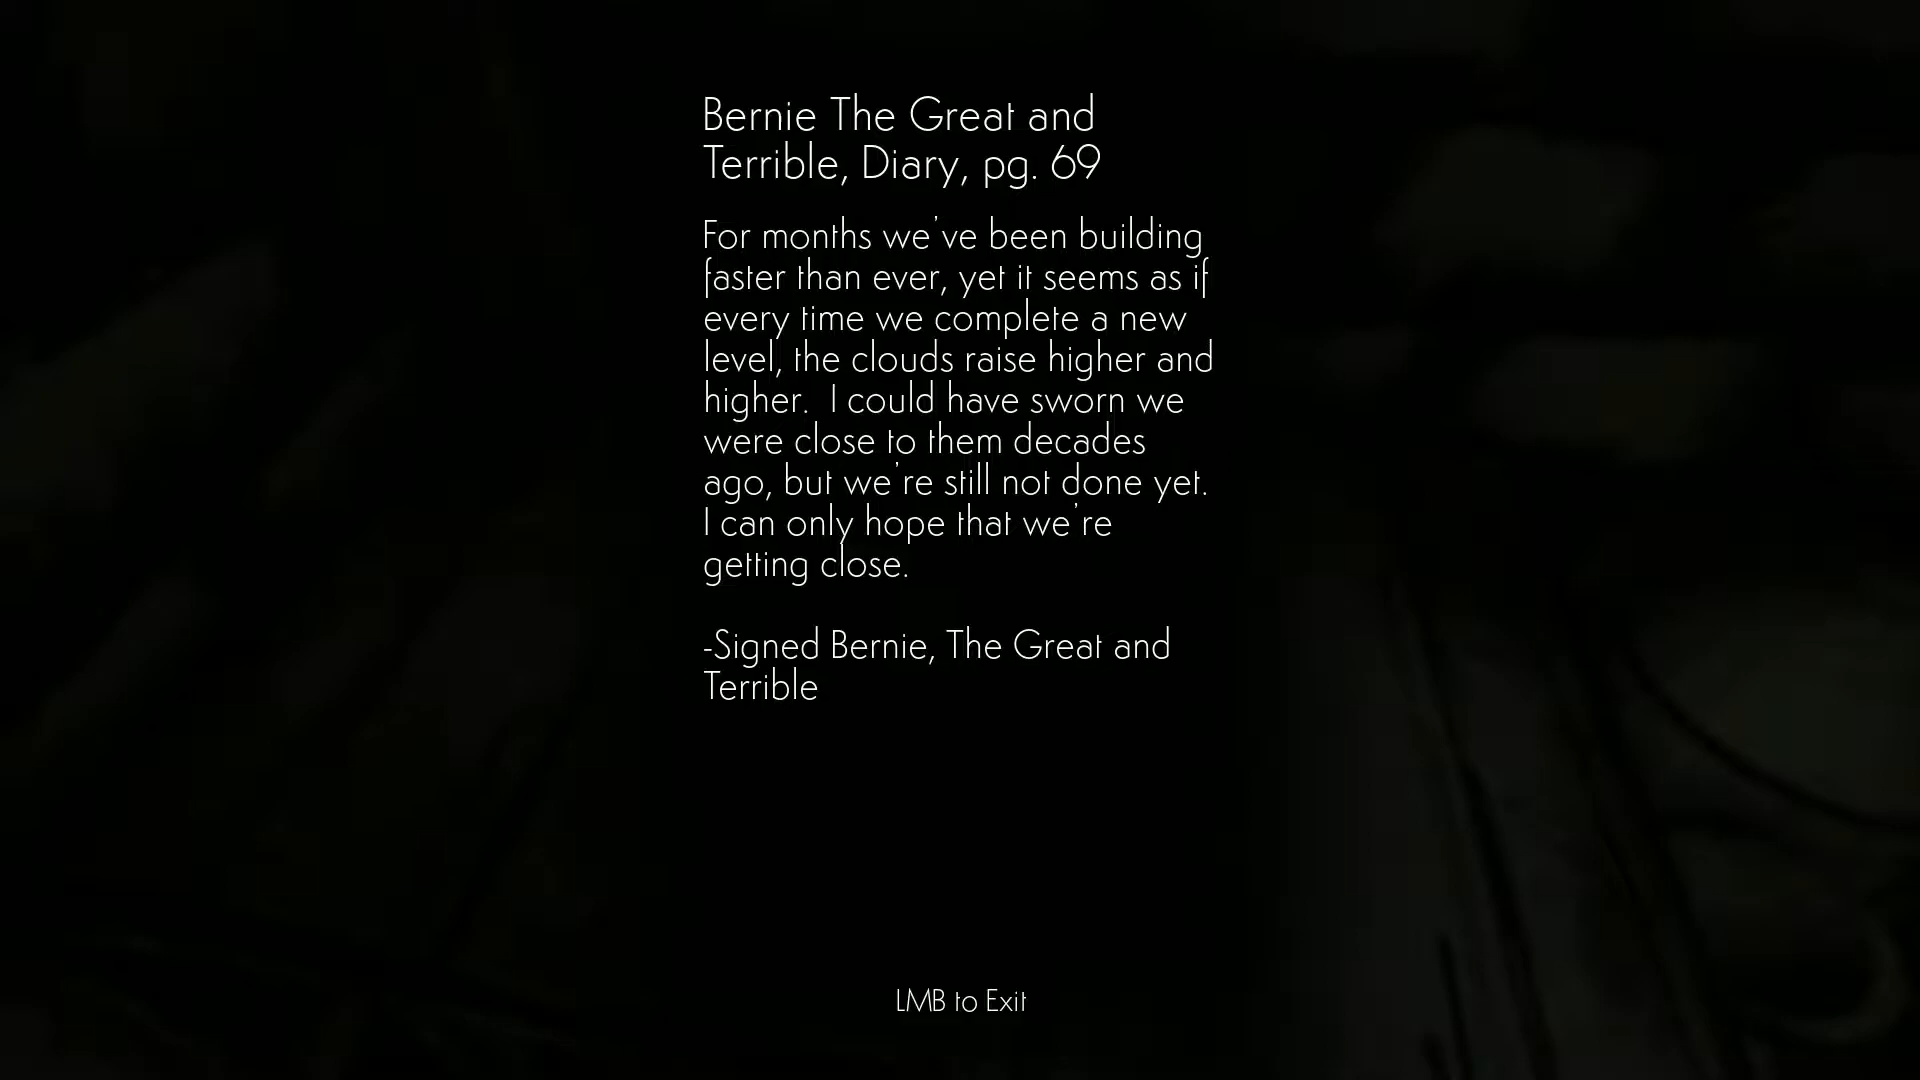 Bernie The Great and
Terrible, Diary, pg. 69
For months we've been building
faster than ever, yet it seems as if
every time we complete a new
level, the clouds raise higher and
higher.  I could have sworn we
were close to them decades
ago, but we're still not done yet.
I can only hope that we're
getting close.
-Signed Bernie, The Great and
Terrible
LMB to Exit